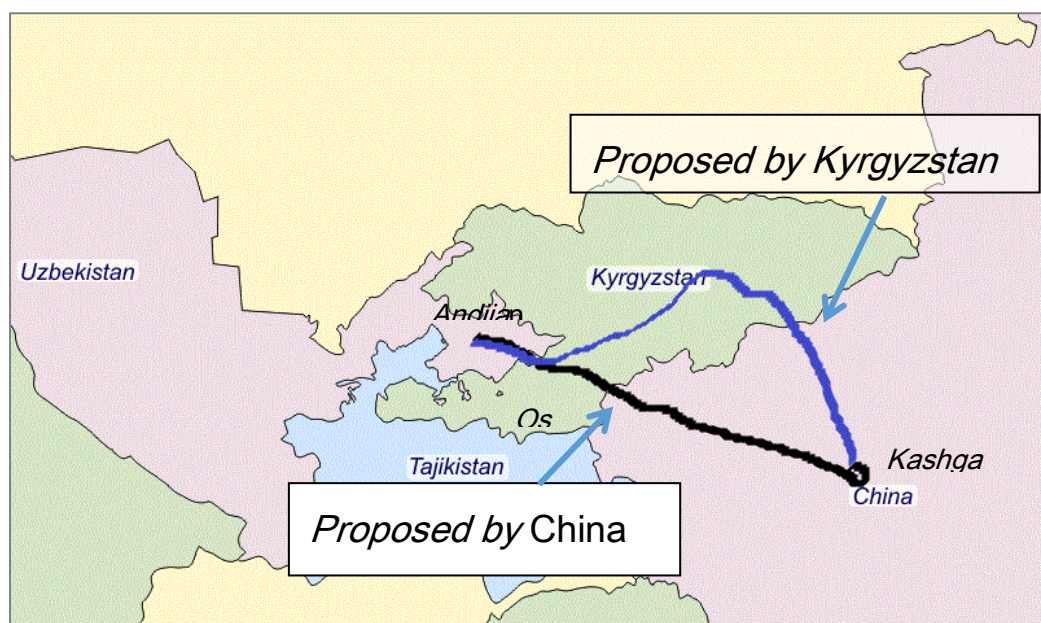 Proposed by Kyrgyzstan
Uzbekistan
Kyrgyzstan
Andijan
Os
Kashga
Tajikistan
China
Proposed by China